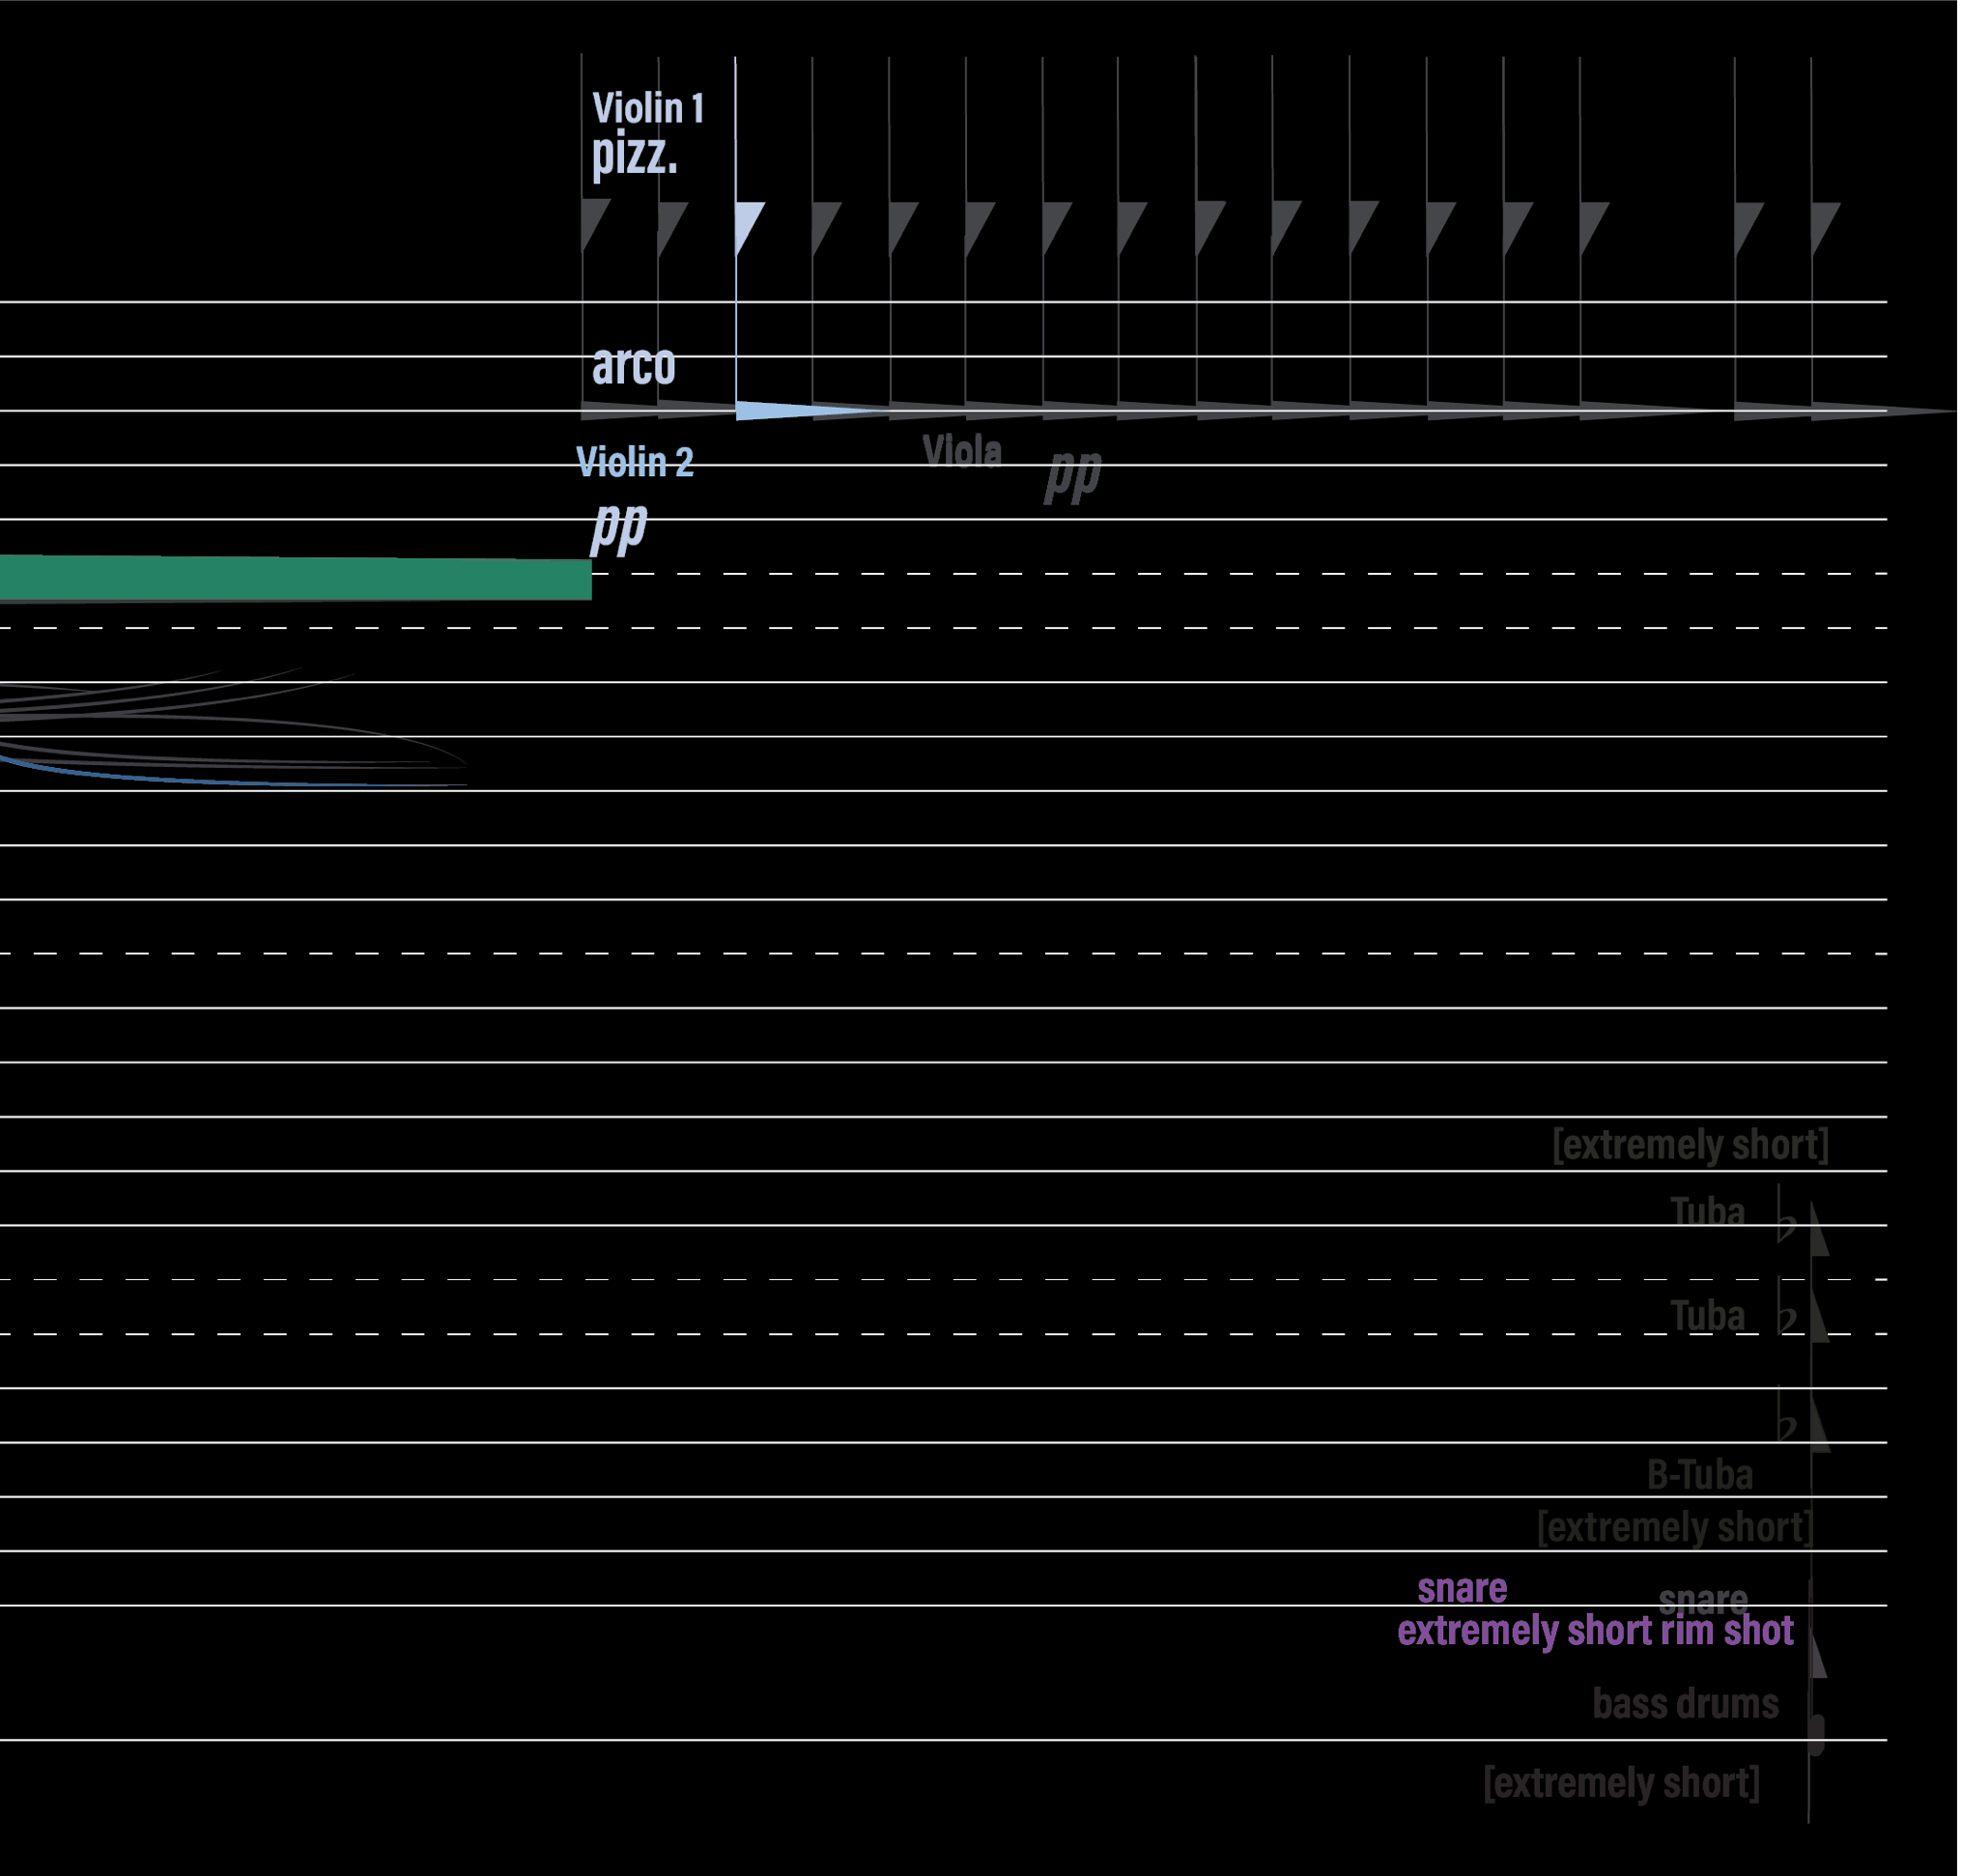 Violin 1
pizz.
arco
Viola
pp
Violin 2
pp
[extremely short]
Tuba
Tuba
B-Tuba
[extremely short]
snare
snare
extremely short rim shot
bass drums
[extremely short]